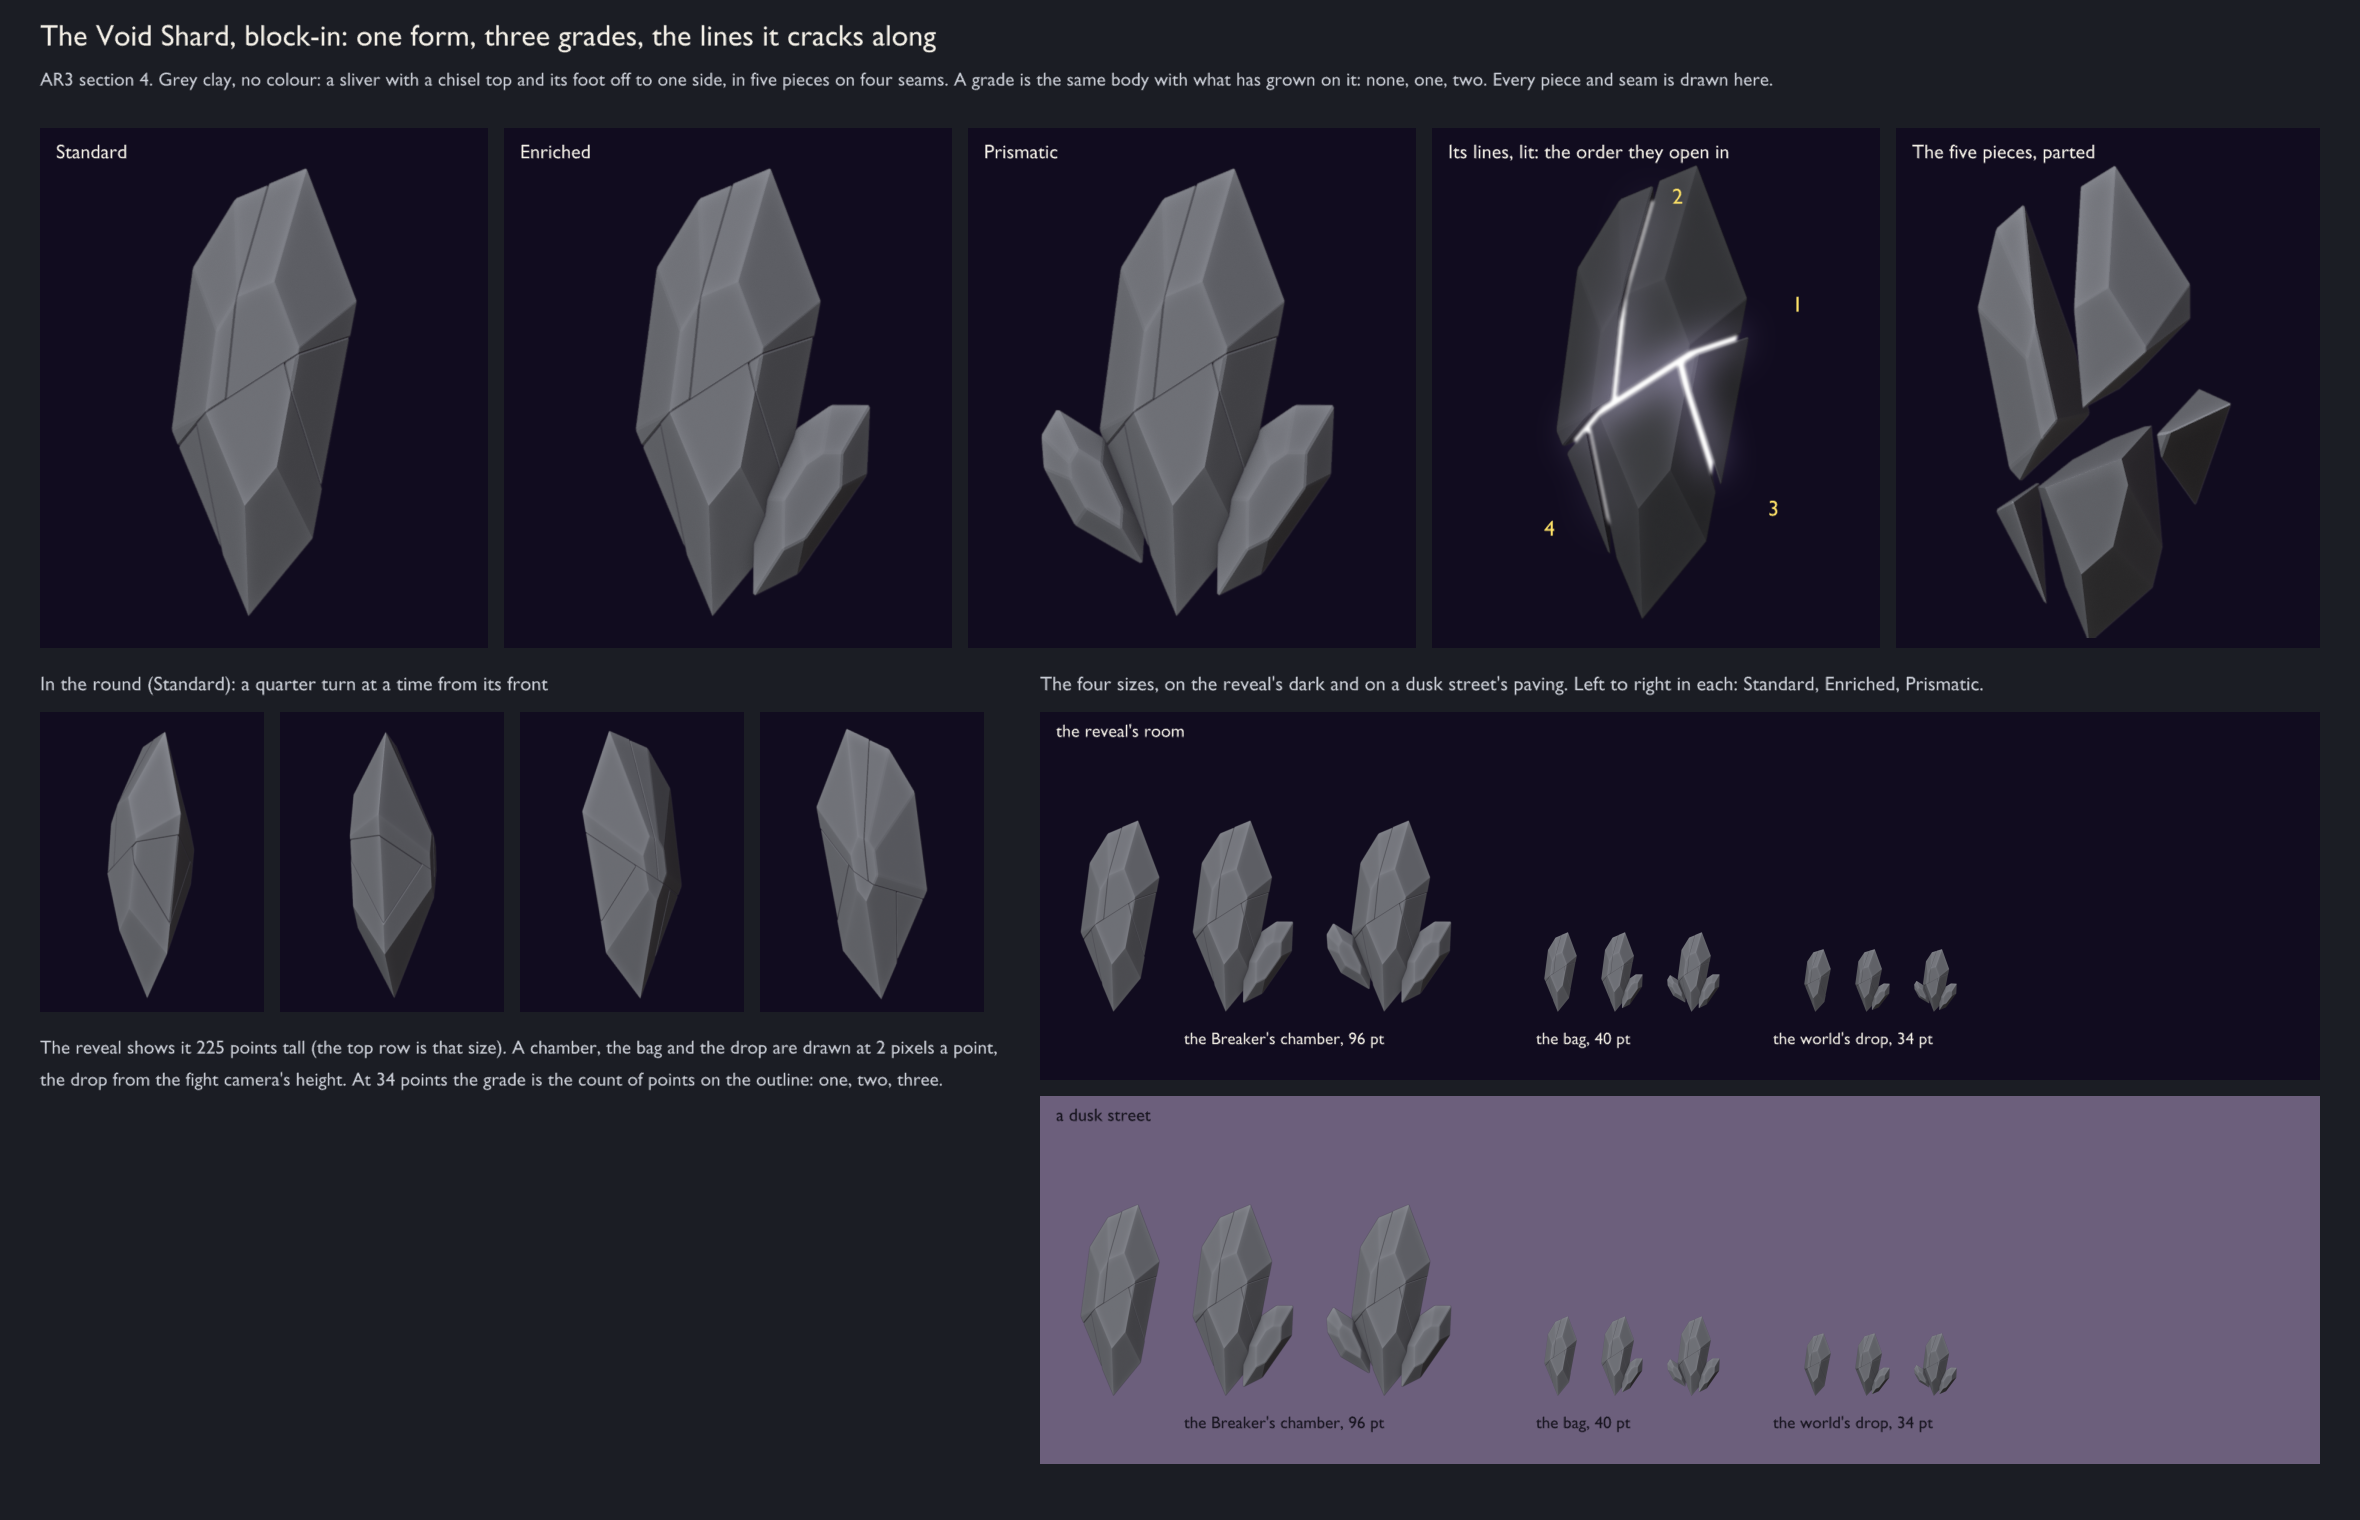 The Void Shard, block-in: one form, three grades, the lines it cracks along
AR3 section 4. Grey clay, no colour: a sliver with a chisel top and its foot off to one side, in five pieces on four seams. A grade is the same body with what has grown on it: none, one, two. Every piece and seam is drawn here.
Standard
Enriched
Prismatic
Its lines, lit: the order they open in
2
1
3
4
The five pieces, parted
In the round (Standard): a quarter turn at a time from its front
The reveal shows it 225 points tall (the top row is that size). A chamber, the bag and the drop are drawn at 2 pixels a point,
the drop from the fight camera's height. At 34 points the grade is the count of points on the outline: one, two, three.
The four sizes, on the reveal's dark and on a dusk street's paving. Left to right in each: Standard, Enriched, Prismatic.
the reveal's room
the Breaker's chamber, 96 pt
the bag, 40 pt
the world's drop, 34 pt
a dusk street
the Breaker's chamber, 96 pt
the bag, 40 pt
the world's drop, 34 pt